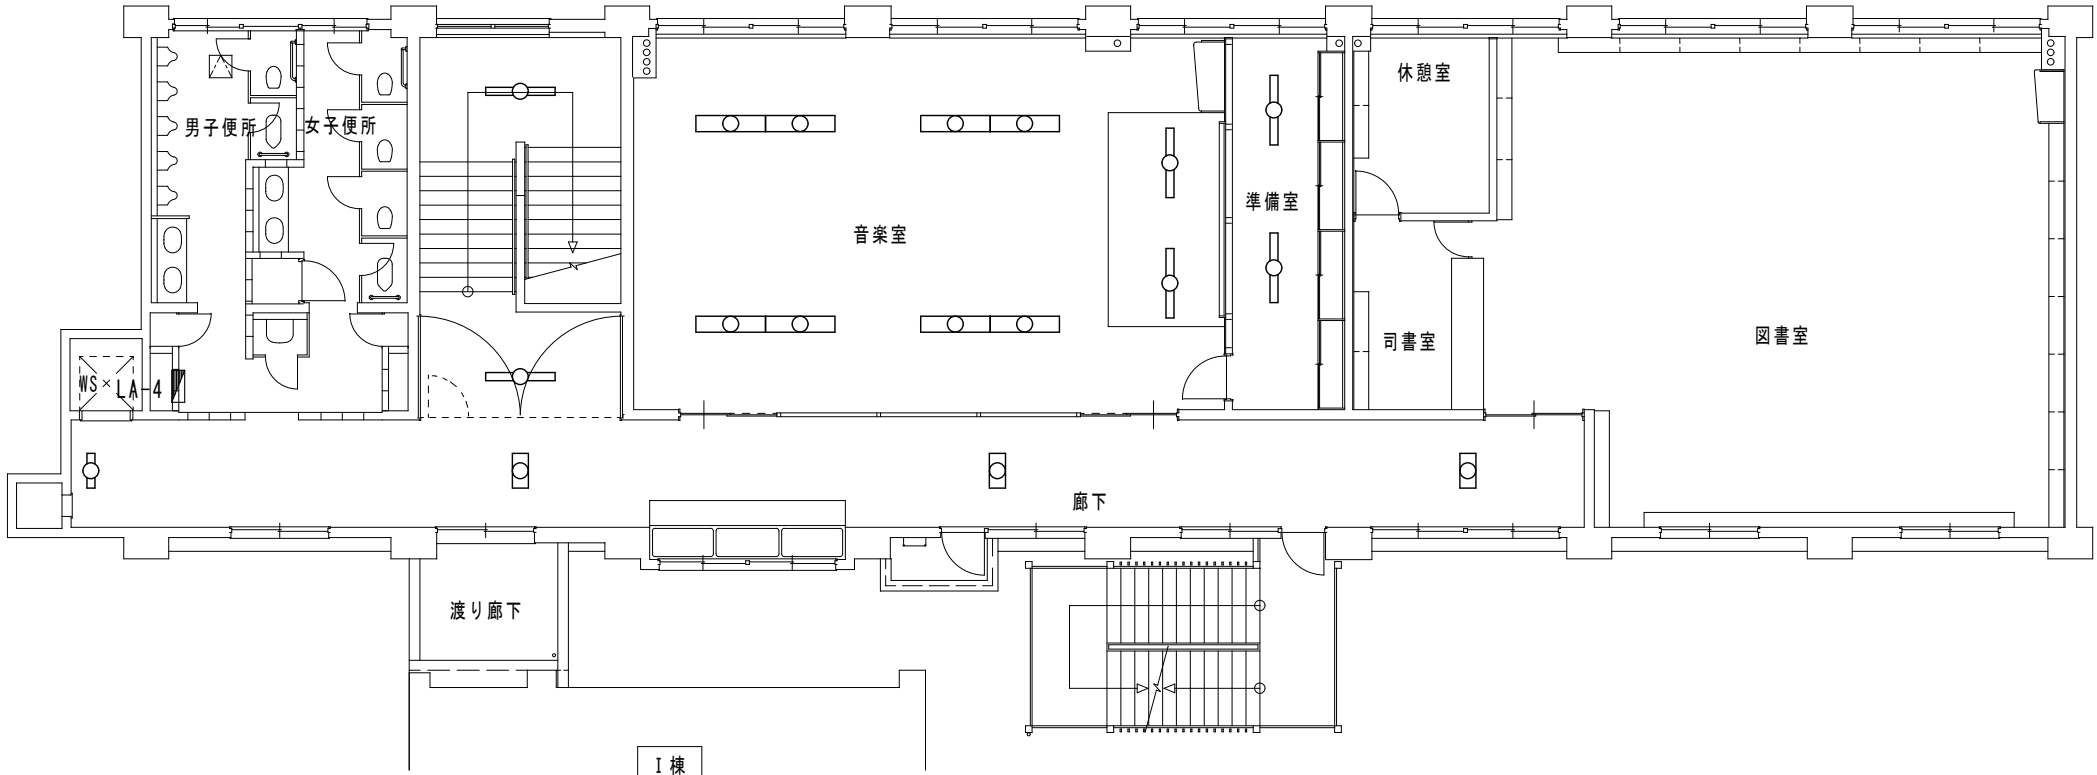 休憩室
男子便所
女子便所
準備室
音楽室
司書室
図書室
WS
LA-4
廊下
渡り廊下
I 棟